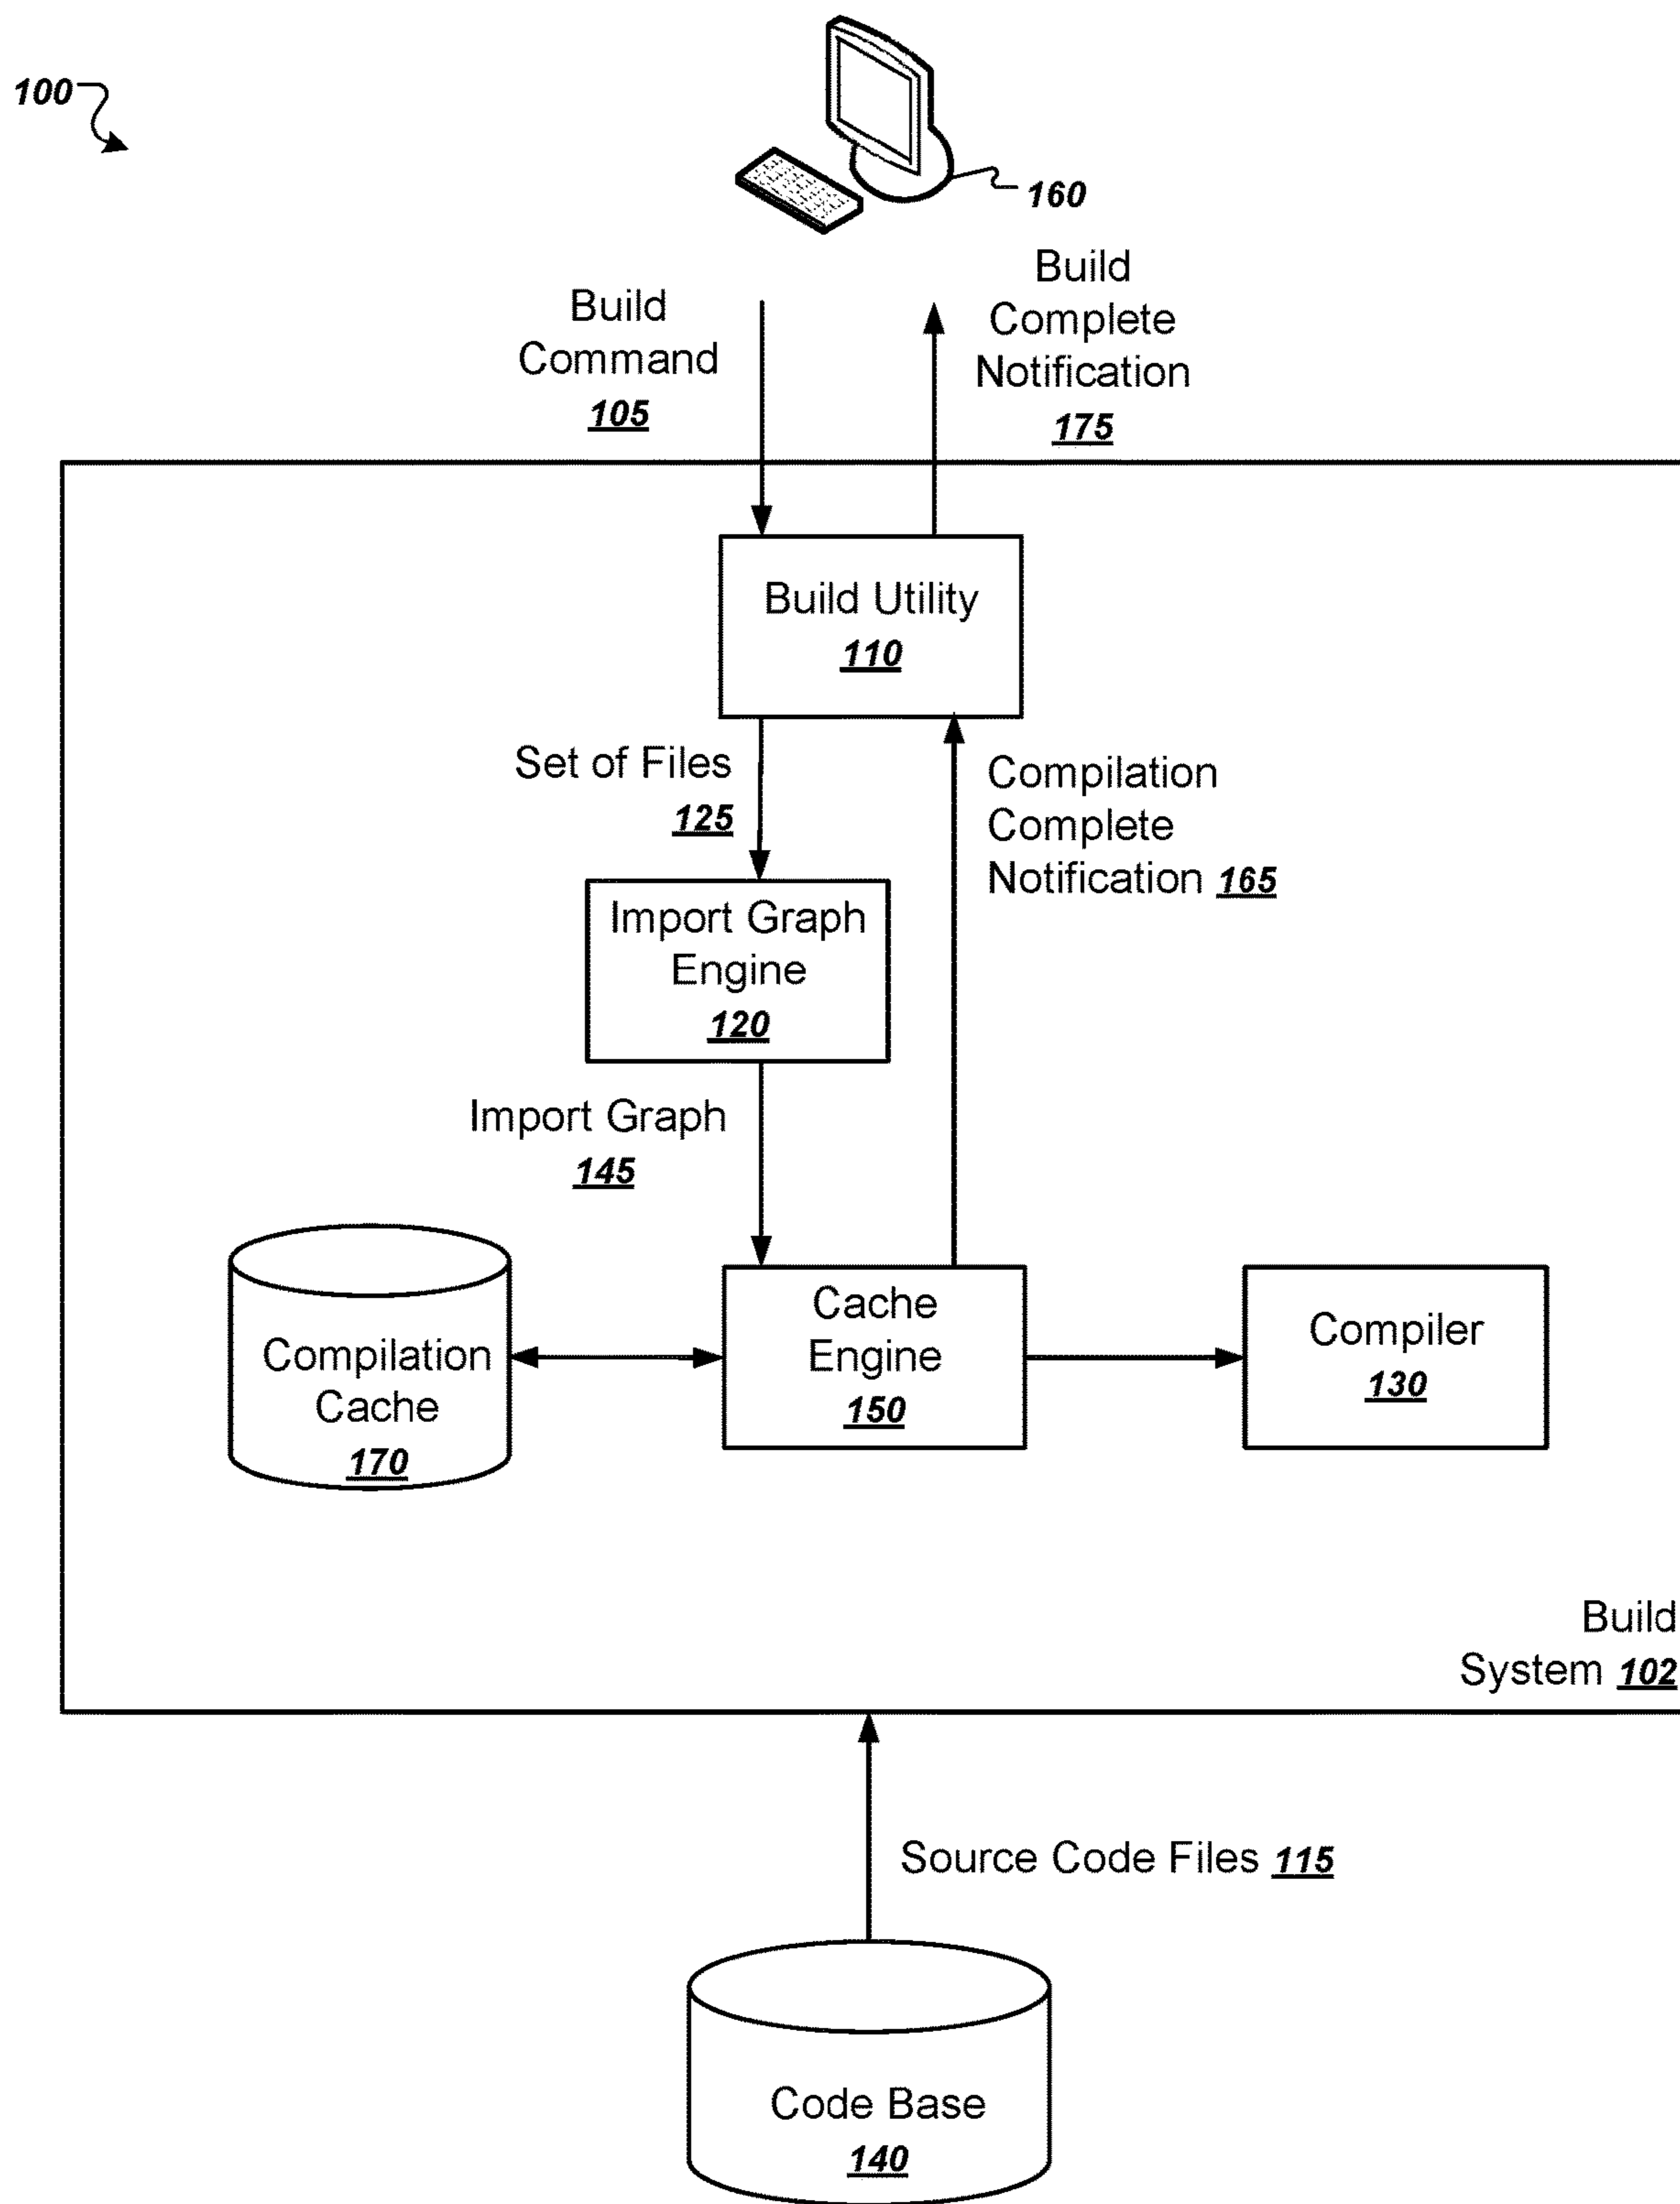 100
160
Build
Command
105
Build
Complete
Notification
175
Build Utility
110
Set of Files
125
Compilation
Complete
Notification 165
Import Graph
Engine
120
Import Graph
145
Compilation
Cache
170
Cache
Engine
150
Compiler
130
Build
System 102
Source Code Files 115
Code Base
140